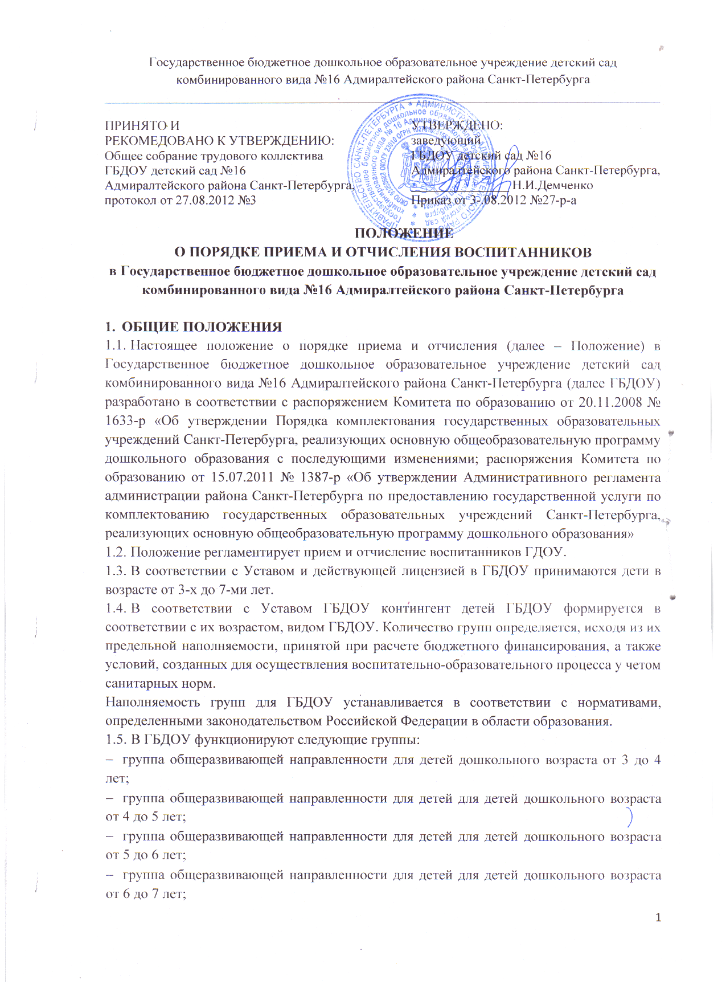 Государственное бюджетное дошкольное образовательное учреждение детский сад
комбинированного вида №16 Адмиралтейского района Санкт-Петербурга
ПРИНЯТО И
РЕКОМЕДОВАНО К УТВЕРЖДЕНИЮ:
Общее собрание трудового коллектива
ГБДОУ детский сад №16
Адмиралтейского района Санкт-Петербурга,
протокол от 27.08.2012 №3
УТВЕРЖДЕНО:
заведующий
ГБДОУ детский сад №16
Адмиралтейского района Санкт-Петербурга,
Н.И.Демченко
Приказ от 3-.08.2012 №27-р-а
ПОЛОЖЕНИЕ
О ПОРЯДКЕ ПРИЕМА И ОТЧИСЛЕНИЯ ВОСПИТАННИКОВ
в Государственное бюджетное дошкольное образовательное учреждение детский сад
комбинированного вида №16 Адмиралтейского района Санкт-Петербурга
1. ОБЩИЕ ПОЛОЖЕНИЯ
1.1. Настоящее положение о порядке приема и отчисления (далее – Положение) в
Государственное бюджетное дошкольное образовательное учреждение детский сад
комбинированного вида №16 Адмиралтейского района Санкт-Петербурга (далее ГБДОУ)
разработано в соответствии с распоряжением Комитета по образованию от 20.11.2008 №
1633-р «Об утверждении Порядка комплектования государственных образовательных
учреждений Санкт-Петербурга, реализующих основную общеобразовательную программу
дошкольного образования с последующими изменениями; распоряжения Комитета по
образованию от 15.07.2011 № 1387-р «Об утверждении Административного регламента
администрации района Санкт-Петербурга по предоставлению государственной услуги по
комплектованию государственных образовательных учреждений Санкт-Петербурга,
реализующих основную общеобразовательную программу дошкольного образования»
1.2. Положение регламентирует прием и отчисление воспитанников ГДОУ.
1.3. В соответствии с Уставом и действующей лицензией в ГБДОУ принимаются дети в
возрасте от 3-х до 7-ми лет.
1.4. В соответствии с Уставом ГБДОУ контингент детей ГБДОУ формируется в
соответствии с их возрастом, видом ГБДОУ. Количество групп определяется, исходя из их
предельной наполняемости, принятой при расчете бюджетного финансирования, а также
условий, созданных для осуществления воспитательно-образовательного процесса у четом
санитарных норм.
Наполняемость групп для ГБДОУ устанавливается в соответствии с нормативами,
определенными законодательством Российской Федерации в области образования.
1.5. В ГБДОУ функционируют следующие группы:
– группа общеразвивающей направленности для детей дошкольного возраста от 3 до 4
лет;
– группа общеразвивающей направленности для детей для детей дошкольного возраста
от 4 до 5 лет;
– группа общеразвивающей направленности для детей для детей дошкольного возраста
от 5 до 6 лет;
– группа общеразвивающей направленности для детей для детей дошкольного возраста
от 6 до 7 лет;
1